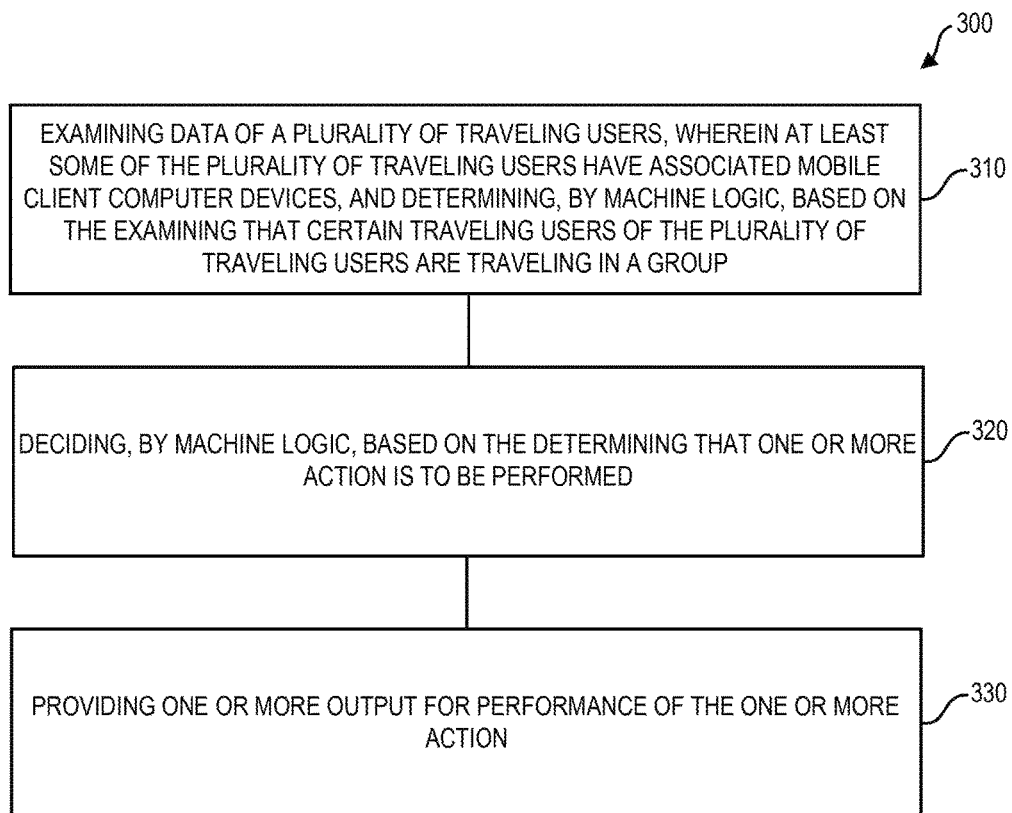 300
EXAMINING DATA OF A PLURALITY OF TRAVELING USERS, WHEREIN AT LEAST
SOME OF THE PLURALITY OF TRAVELING USERS HAVE ASSOCIATED MOBILE
CLIENT COMPUTER DEVICES, AND DETERMINING, BY MACHINE LOGIC, BASED ON
THE EXAMINING THAT CERTAIN TRAVELING USERS OF THE PLURALITY OF
TRAVELING USERS ARE TRAVELING IN A GROUP
310
DECIDING, BY MACHINE LOGIC, BASED ON THE DETERMINING THAT ONE OR MORE
ACTION IS TO BE PERFORMED
320
PROVIDING ONE OR MORE OUTPUT FOR PERFORMANCE OF THE ONE OR MORE
ACTION
330